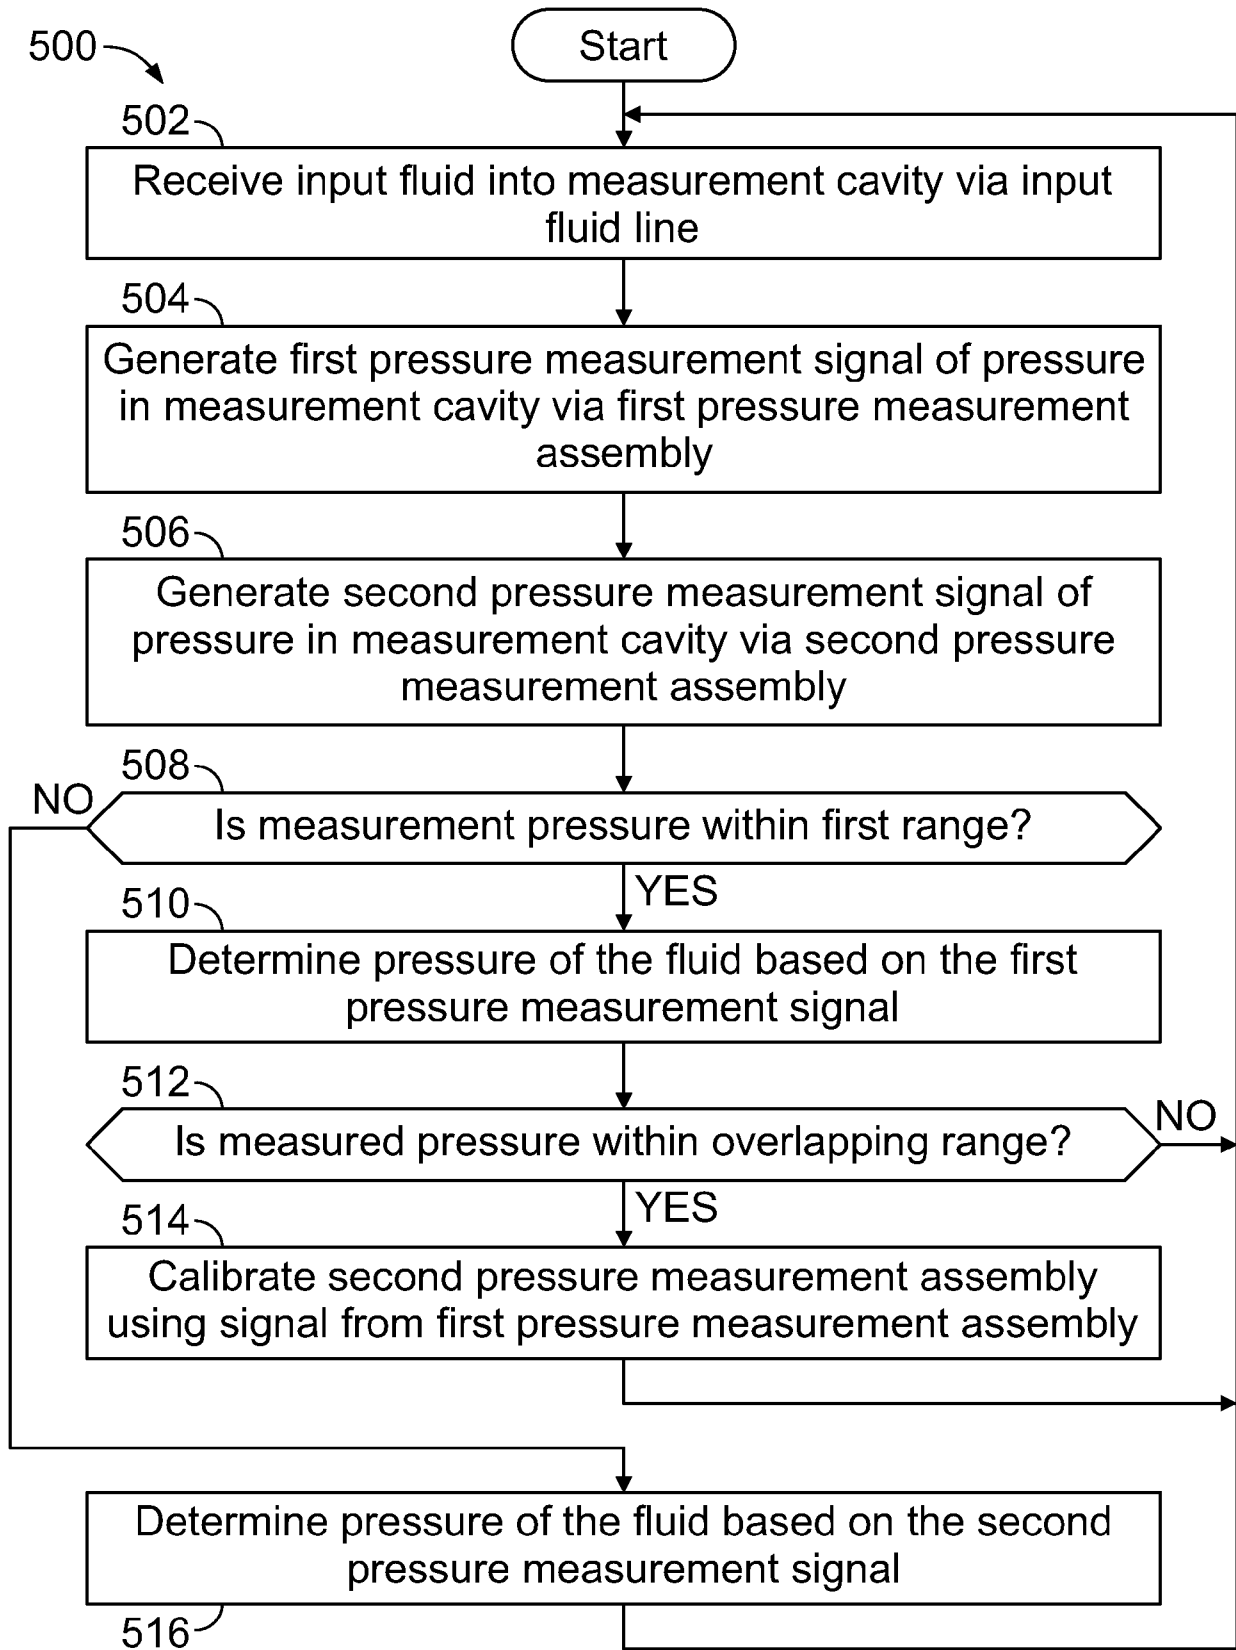 500
Start
502
Receive input fluid into measurement cavity via input
fluid line
504
Generate first pressure measurement signal of pressure
in measurement cavity via first pressure measurement
assembly
506
Generate second pressure measurement signal of
pressure in measurement cavity via second pressure
measurement assembly
508
NO
Is measurement pressure within first range?
YES
510
Determine pressure of the fluid based on the first
pressure measurement signal
512
NO
Is measured pressure within overlapping range?
YES
514
Calibrate second pressure measurement assembly
using signal from first pressure measurement assembly
Determine pressure of the fluid based on the second
pressure measurement signal
516